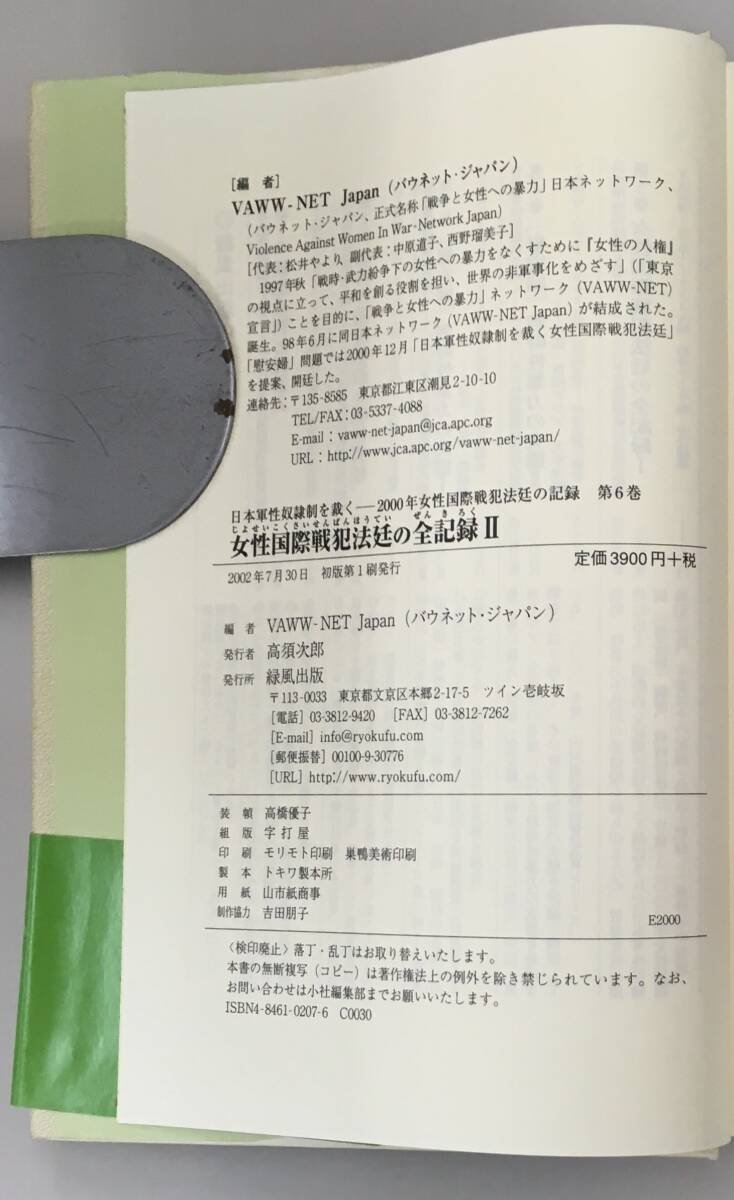 [編　者]
VAWW-NET Japan（バウネット・ジャパン）
（バウネット・ジャパン、正式名称「戦争と女性への暴力」日本ネットワーク、
Violence Against Women In War-Network Japan）
[代表：松井やより、副代表：中原道子、西野瑠美子]
1997年秋「戦時・武力紛争下の女性への暴力をなくすために『女性の人権』
の視点に立って、平和を創る役割を担い、世界の非軍事化をめざす」（「東京
宣言」）ことを目的に、「戦争と女性への暴力」ネットワーク（VAWW-NET）
誕生。98年6月に同日本ネットワーク（VAWW-NET Japan）が結成された。
「慰安婦」問題では2000年12月「日本軍性奴隷制を裁く女性国際戦犯法廷」
を提案、開廷した。
連絡先：〒135-8585　東京都江東区潮見2-10-10
TEL/FAX：03-5337-4088
E-mail：vaww-net-japan@jca.apc.org
URL：http://www.jca.apc.org/vaww-net-japan/
日本軍性奴隷制を裁く──2000年女性国際戦犯法廷の記録　第6巻
じよせいこくさいせんぱんほうてい　ぜんきろく
女性国際戦犯法廷の全記録Ⅱ
定価3900円＋税
2002年7月30日　初版第1刷発行
編　者　VAWW-NET Japan（バウネット・ジャパン）
発行者　高須次郎
発行所　緑風出版
〒113-0033　東京都文京区本郷2-17-5　ツイン壱岐坂
[電話] 03-3812-9420　[FAX] 03-3812-7262
[E-mail] info@ryokufu.com
[郵便振替] 00100-9-30776
[URL] http://www.ryokufu.com/
装　幀　高橋優子
組　版　字打屋
印　刷　モリモト印刷　巣鴨美術印刷
製　本　トキワ製本所
用　紙　山市紙商事
制作協力　吉田朋子
E2000
〈検印廃止〉落丁・乱丁はお取り替えいたします。
本書の無断複写（コピー）は著作権法上の例外を除き禁じられています。なお、
お問い合わせは小社編集部までお願いいたします。
ISBN4-8461-0207-6　C0030